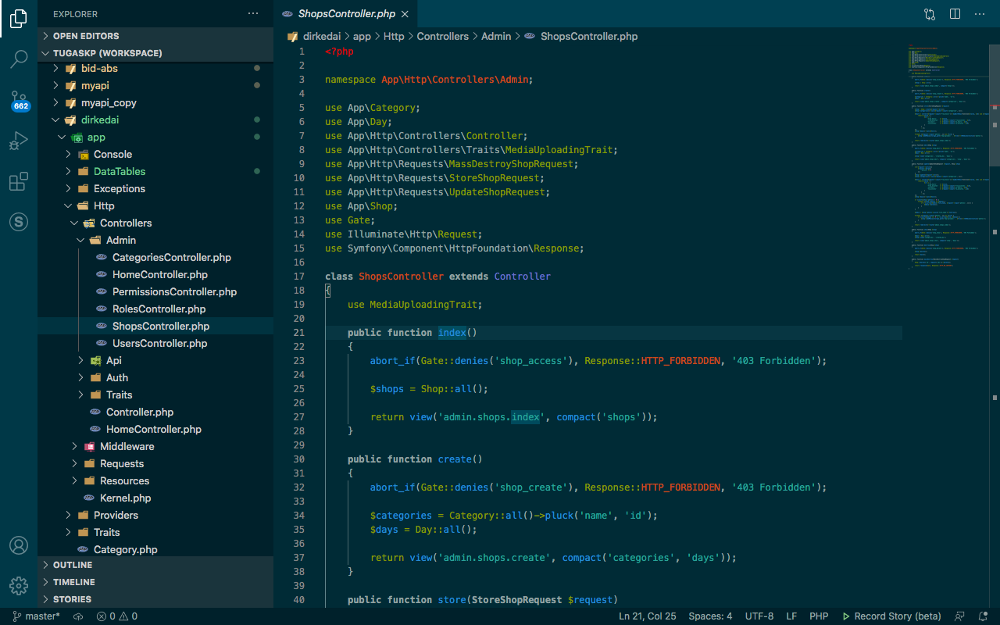 EXPLORER
OPEN EDITORS
TUGASKP (WORKSPACE)
bid-abs
myapi
myapi_copy
dirkedai
app
Console
DataTables
Exceptions
Http
Controllers
Admin
CategoriesController.php
HomeController.php
PermissionsController.php
RolesController.php
ShopsController.php
UsersController.php
Api
Auth
Traits
Controller.php
HomeController.php
Middleware
Requests
Resources
Kernel.php
Providers
Traits
Category.php
OUTLINE
TIMELINE
STORIES
662
ShopsController.php
dirkedai > app > Http > Controllers > Admin > ShopsController.php
1 <?php
2
3 namespace App\Http\Controllers\Admin;
4
5 use App\Category;
6 use App\Day;
7 use App\Http\Controllers\Controller;
8 use App\Http\Controllers\Traits\MediaUploadingTrait;
9 use App\Http\Requests\MassDestroyShopRequest;
10 use App\Http\Requests\StoreShopRequest;
11 use App\Http\Requests\UpdateShopRequest;
12 use App\Shop;
13 use Gate;
14 use Illuminate\Http\Request;
15 use Symfony\Component\HttpFoundation\Response;
16
17 class ShopsController extends Controller
18 {
19 use MediaUploadingTrait;
20
21 public function index()
22 {
23 abort_if(Gate::denies('shop_access'), Response::HTTP_FORBIDDEN, '403 Forbidden');
24
25 $shops = Shop::all();
26
27 return view('admin.shops.index', compact('shops'));
28 }
29
30 public function create()
31 {
32 abort_if(Gate::denies('shop_create'), Response::HTTP_FORBIDDEN, '403 Forbidden');
33
34 $categories = Category::all()->pluck('name', 'id');
35 $days = Day::all();
36
37 return view('admin.shops.create', compact('categories', 'days'));
38 }
39
40 public function store(StoreShopRequest $request)
master* 0 0 Ln 21, Col 25 Spaces: 4 UTF-8 LF PHP Record Story (beta)